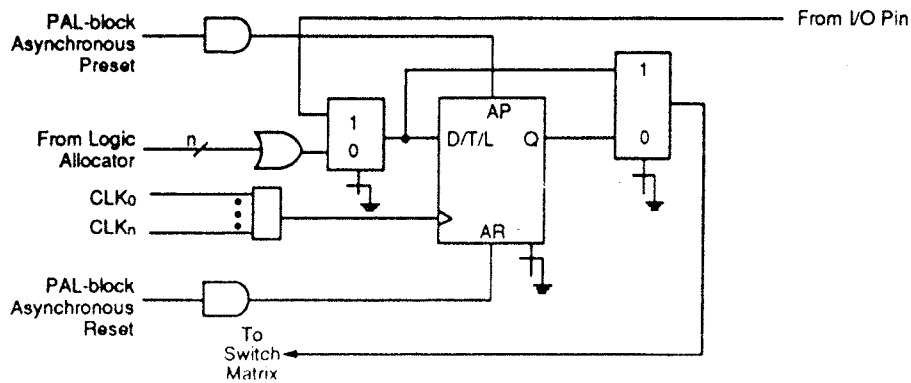 PAL-block
Asynchronous
Preset
From I/O Pin
1
0
AP
D/T/L
Q
AR
1
0
From Logic
Allocator
n
CLK0
CLKn
PAL-block
Asynchronous
Reset
To
Switch
Matrix